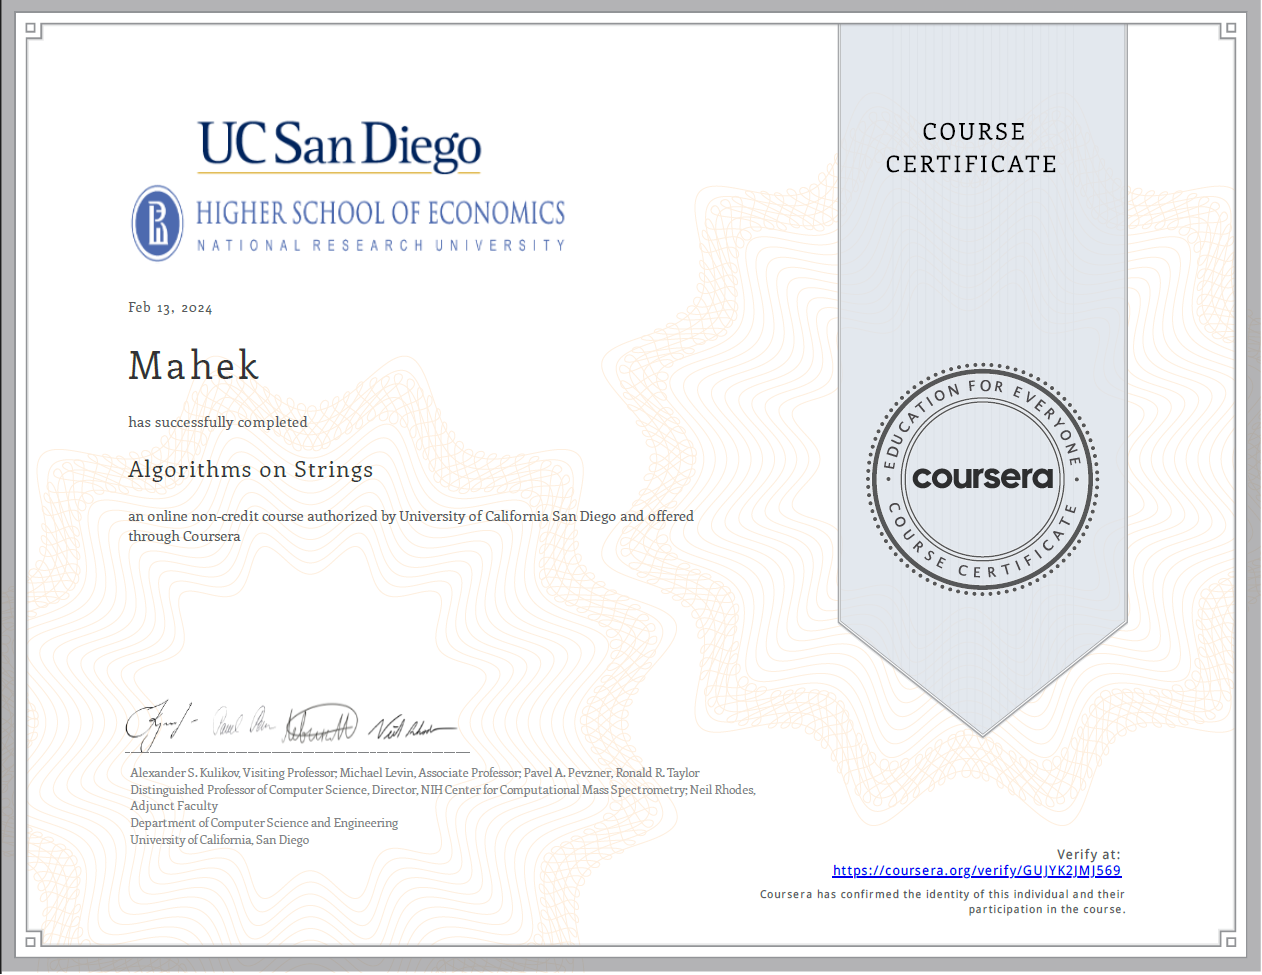 UC San Diego
HIGHER SCHOOL OF ECONOMICS
NATIONAL RESEARCH UNIVERSITY
COURSE
CERTIFICATE
Feb 13, 2024
Mahek
has successfully completed
Algorithms on Strings
an online non-credit course authorized by University of California San Diego and offered
through Coursera
EDUCATION FOR EVERYONE
coursera
COURSE CERTIFICATE
Alexander S. Kulikov, Visiting Professor; Michael Levin, Associate Professor; Pavel A. Pevzner, Ronald R. Taylor
Distinguished Professor of Computer Science, Director, NIH Center for Computational Mass Spectrometry; Neil Rhodes,
Adjunct Faculty
Department of Computer Science and Engineering
University of California, San Diego
Verify at:
https://coursera.org/verify/GUJYK2JMJ569
Coursera has confirmed the identity of this individual and their
participation in the course.